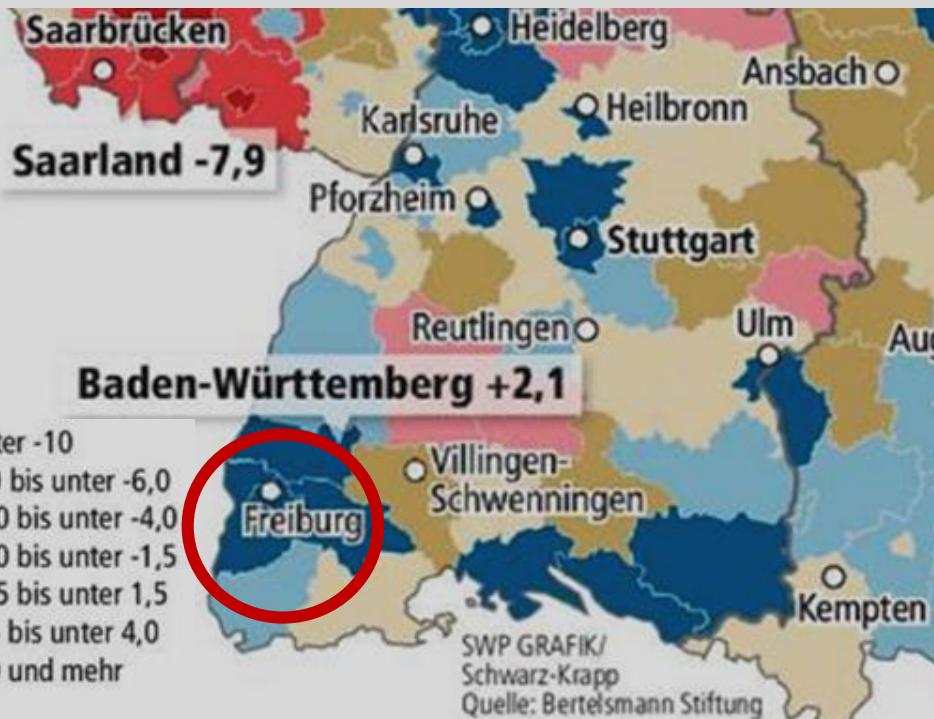 Saarbrücken
Heidelberg
Ansbach
Karlsruhe
Heilbronn
Saarland -7,9
Pforzheim
Stuttgart
Reutlingen
Ulm
Baden-Württemberg +2,1
-10
bis unter -6,0
bis unter -4,0
bis unter -1,5
bis unter 1,5
bis unter 4,0
und mehr
Villingen-
Schwenningen
Freiburg
Kempten
SWP GRAFIK/
Schwarz-Krapp
Quelle: Bertelsmann Stiftung